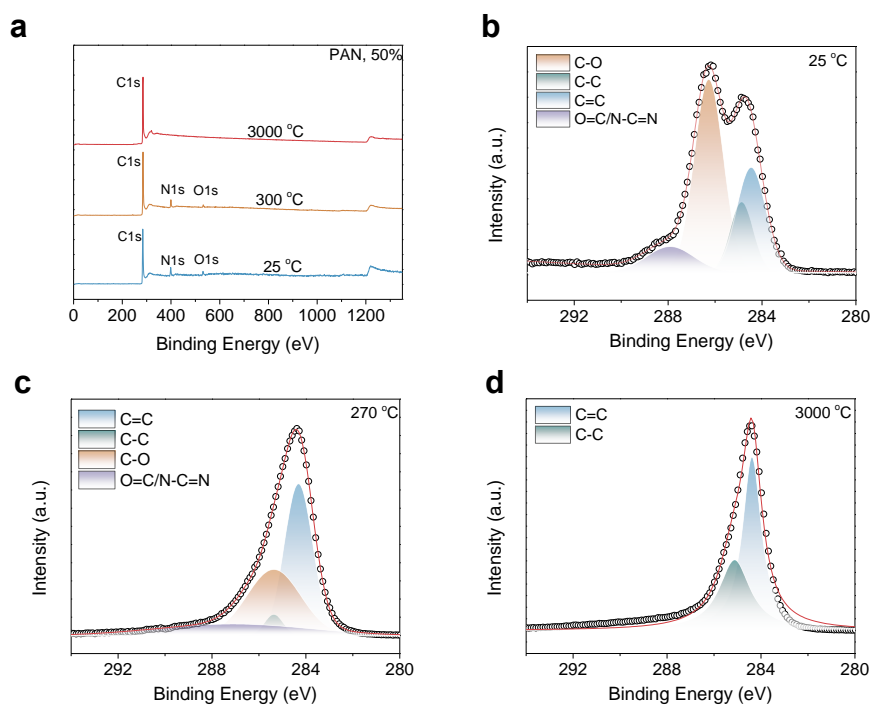 a
PAN, 50%
C1s
3000 °C
C1s
N1s
O1s
300 °C
C1s
N1s
O1s
25 °C
0 200 400 600 800 1000 1200
Binding Energy (eV)
b
25 °C
C-O
C-C
C=C
O=C/N-C=N
Intensity (a.u.)
292 288 284 280
Binding Energy (eV)
c
270 °C
C=C
C-C
C-O
O=C/N-C=N
Intensity (a.u.)
292 288 284 280
Binding Energy (eV)
d
3000 °C
C=C
C-C
Intensity (a.u.)
292 288 284 280
Binding Energy (eV)